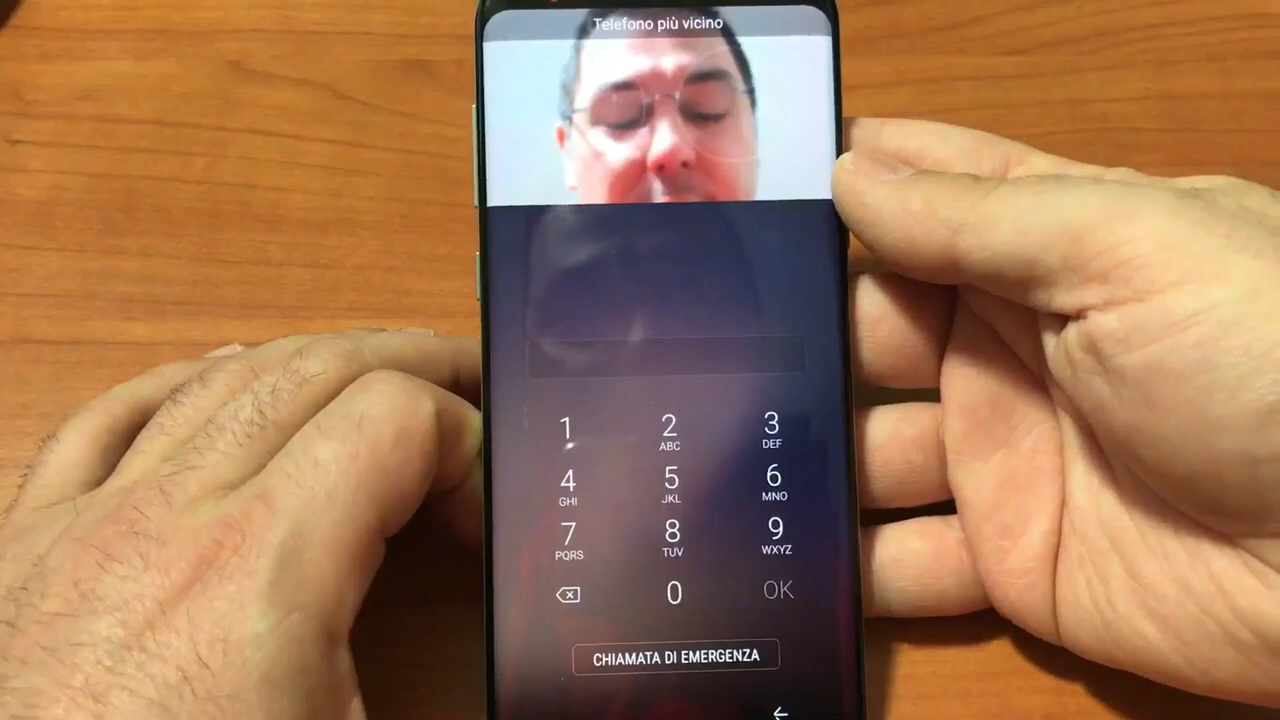 Telefono più vicino
1
2
ABC
3
DEF
4
GHI
5
JKL
6
MNO
7
PQRS
8
TUV
9
WXYZ
0
OK
CHIAMATA DI EMERGENZA